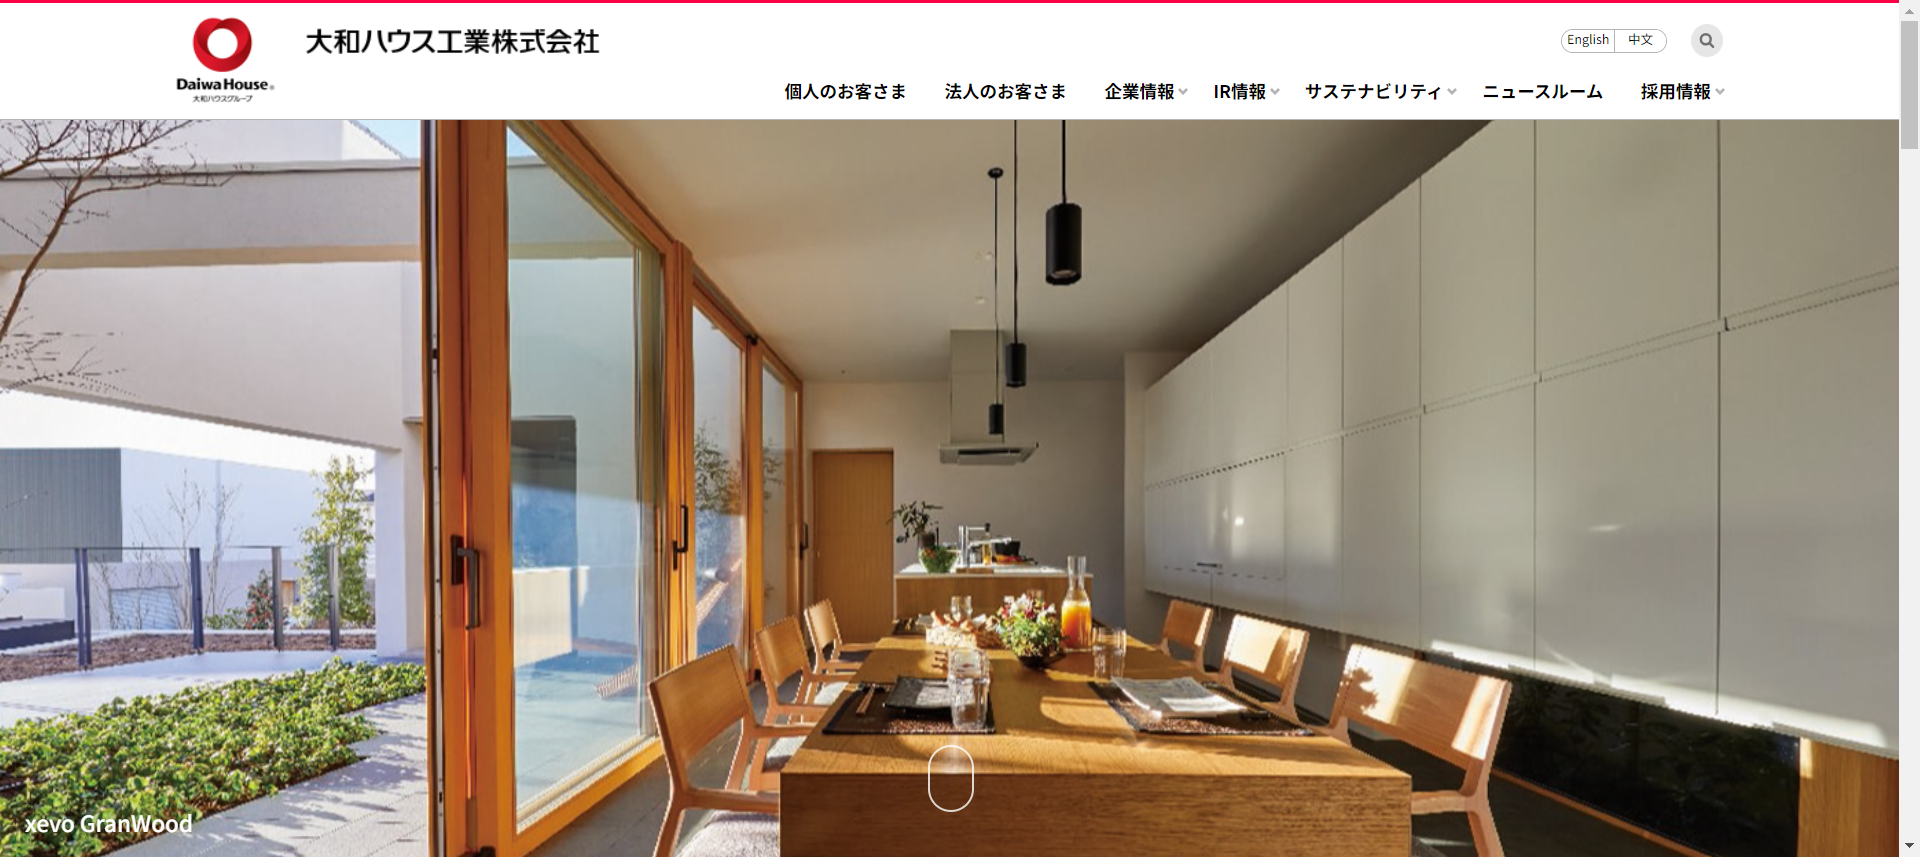 DaiwaHouse®
大和ハウスグループ
大和ハウス工業株式会社
English
中文
個人のお客さま
法人のお客さま
企業情報
IR情報
サステナビリティ
ニュースルーム
採用情報
xevo GranWood